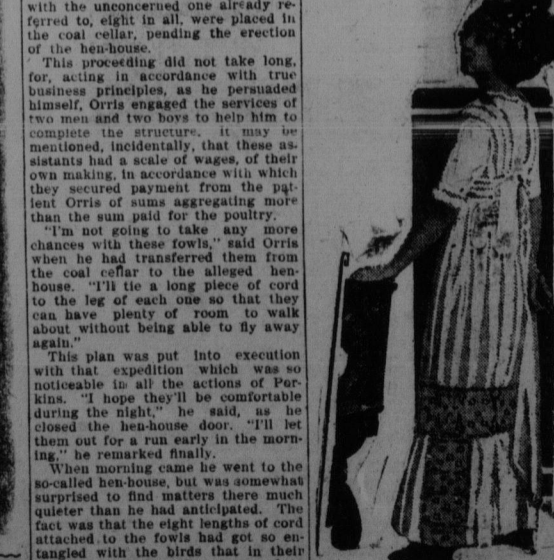 with the unconcerned one already re-
ferred to, eight in all, were placed in
the coal cellar, pending the erection
of the hen-house.
This proceeding did not take long,
for, acting in accordance with true
business principles, as he persuaded
himself, Orris engaged the services of
two men and two boys to help him to
complete the structure. it may be
mentioned, incidentally, that these as-
sistants had a scale of wages, of their
own making, in accordance with which
they secured payment from the pat-
ient Orris of sums aggregating more
than the sum paid for the poultry.
"I'm not going to take any more
chances with these fowls," said Orris
when he had transferred them from
the coal cellar to the alleged hen-
house. "I'll tie a long piece of cord
to the leg of each one so that they
can have plenty of room to walk
about without being able to fly away
again."
This plan was put into execution
with that expedition which was so
noticeable in all the actions of Per-
kins. "I hope they'll be comfortable
during the night," he said, as he
closed the hen-house door. "I'll let
them out for a run early in the morn-
ing," he remarked finally.
When morning came he went to the
so-called hen-house, but was somewhat
surprised to find matters there much
quieter than he had anticipated. The
fact was that the eight lengths of cord
attached to the fowls had got so en-
tangled with the birds that in their